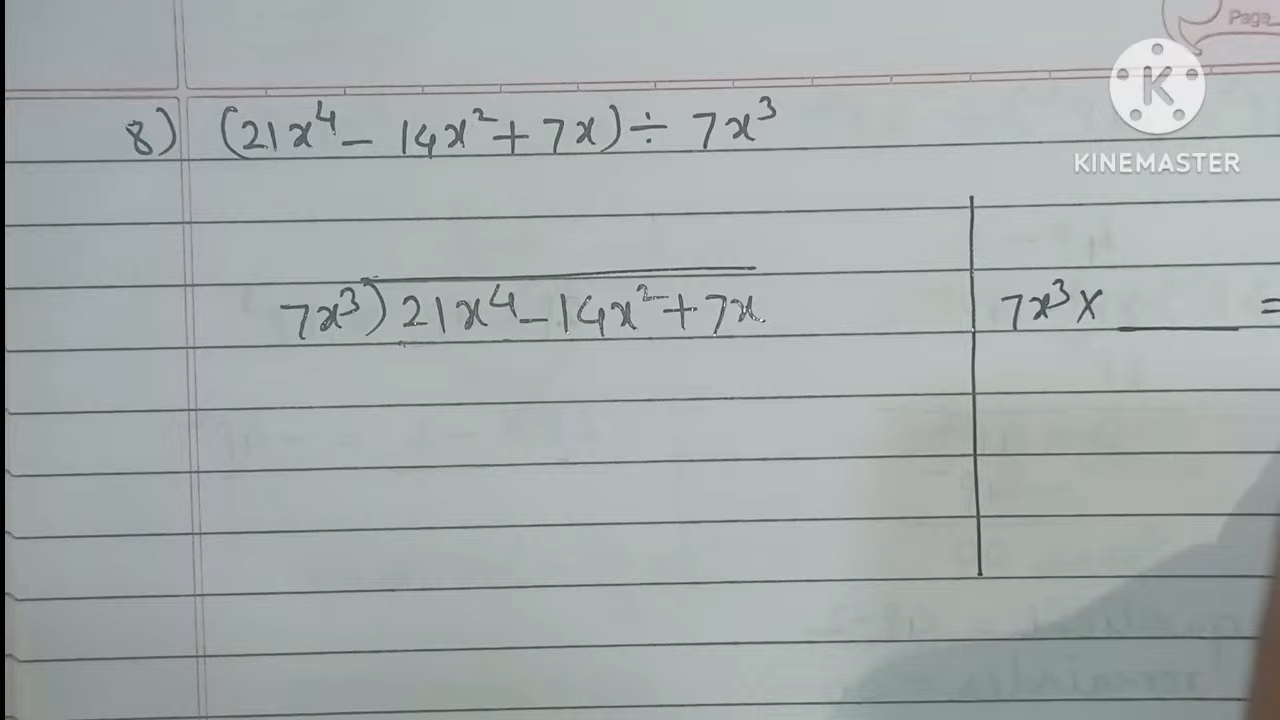 Page
KINEMASTER
8) (21x⁴ - 14x² + 7x) ÷ 7x³
7x³) 21x⁴ - 14x² + 7x
7x³ x ____ =